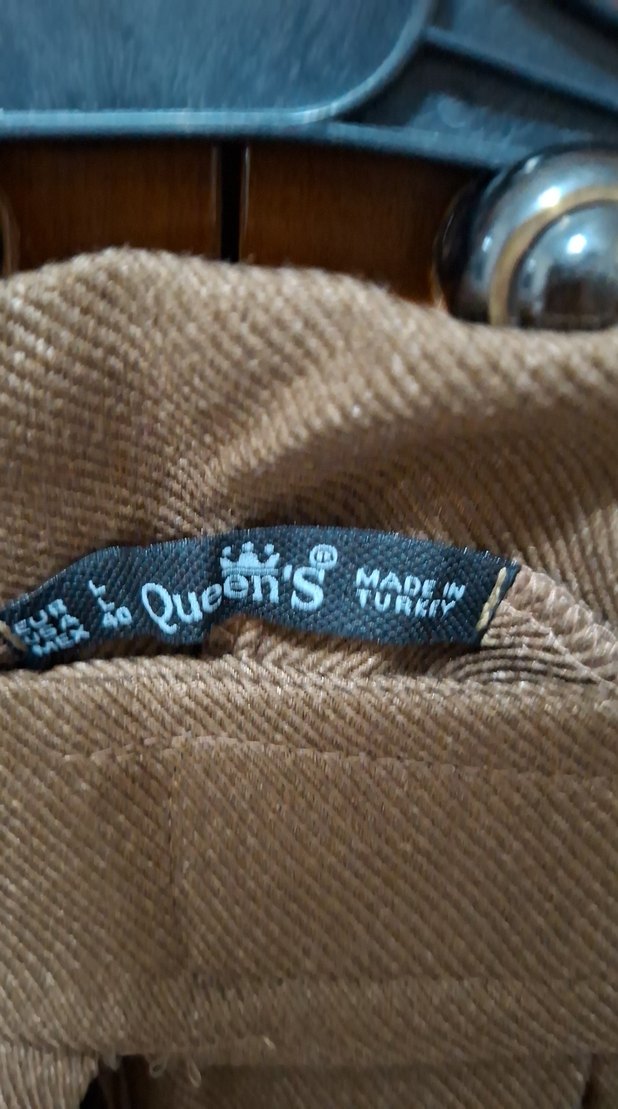 EUR L
USA L
MEX 40
Queen's®
MADE IN
TURKEY